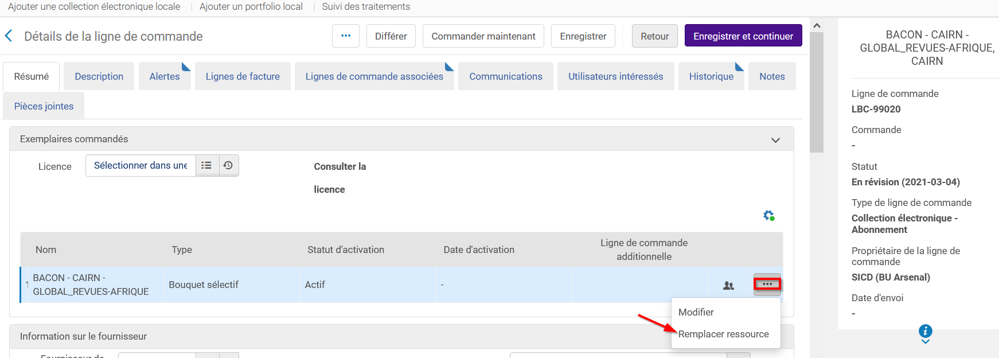 Ajouter une collection électronique locale | Ajouter un portfolio local | Suivi des traitements
Détails de la ligne de commande
... Différer Commander maintenant Enregistrer Retour Enregistrer et continuer
Résumé Description Alertes Lignes de facture Lignes de commande associées Communications Utilisateurs intéressés Historique Notes
Pièces jointes
Exemplaires commandés
Licence Sélectionner dans une
Consulter la
licence
Nom Type Statut d'activation Date d'activation Ligne de commande
additionnelle
1 BACON - CAIRN -
GLOBAL_REVUES-AFRIQUE Bouquet sélectif Actif - ...
Modifier
Remplacer ressource
Information sur le fournisseur
BACON - CAIRN -
GLOBAL_REVUES-AFRIQUE,
CAIRN
Ligne de commande
LBC-99020
Commande
-
Statut
En révision (2021-03-04)
Type de ligne de commande
Collection électronique -
Abonnement
Propriétaire de la ligne de
commande
SICD (BU Arsenal)
Date d'envoi
-